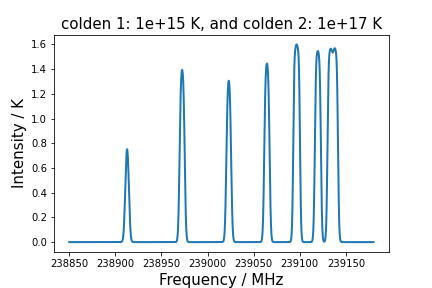 colden 1: 1e+15 K, and colden 2: 1e+17 K
Intensity / K
1.6
1.4
1.2
1.0
0.8
0.6
0.4
0.2
0.0
238850 238900 238950 239000 239050 239100 239150
Frequency / MHz